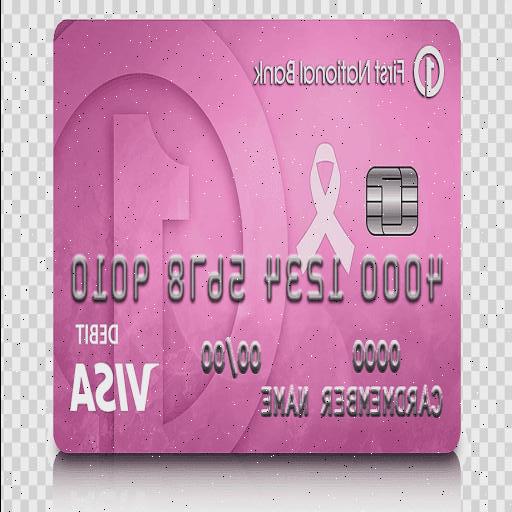 First National Bank
4000 1234 5678 9010
0000 00/00
CARDMEMBER NAME
DEBIT
VISA